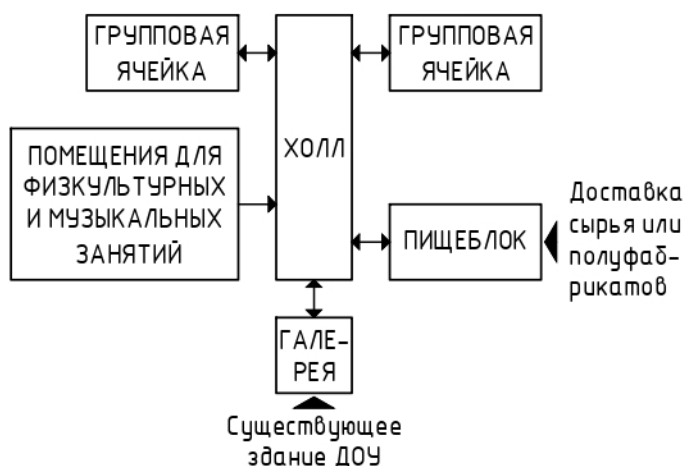 ГРУППОВАЯ
ЯЧЕЙКА
ХОЛЛ
ГРУППОВАЯ
ЯЧЕЙКА
ПОМЕЩЕНИЯ ДЛЯ
ФИЗКУЛЬТУРНЫХ
И МУЗЫКАЛЬНЫХ
ЗАНЯТИЙ
ПИЩЕБЛОК
Доставка
сырья или
полуфаб-
рикатов
ГАЛЕ-
РЕЯ
Существующее
здание ДОУ